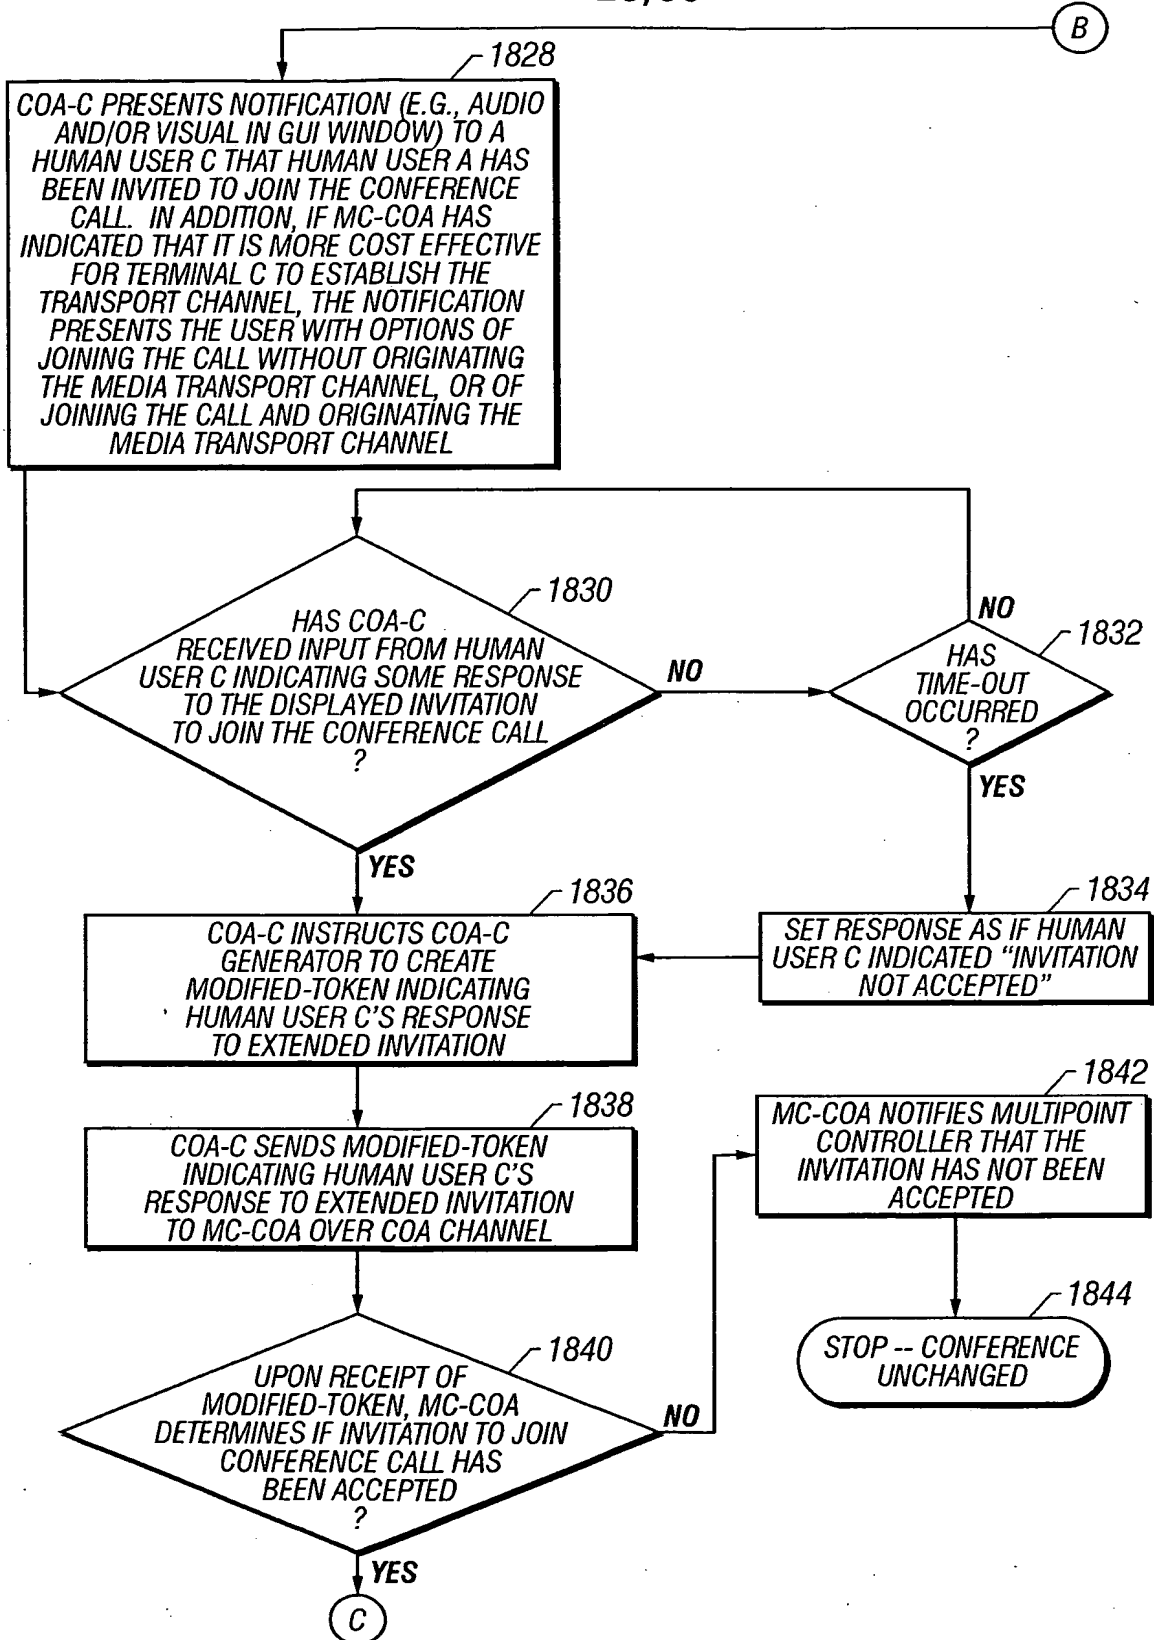 B
1828
COA-C PRESENTS NOTIFICATION (E.G., AUDIO
AND/OR VISUAL IN GUI WINDOW) TO A
HUMAN USER C THAT HUMAN USER A HAS
BEEN INVITED TO JOIN THE CONFERENCE
CALL. IN ADDITION, IF MC-COA HAS
INDICATED THAT IT IS MORE COST EFFECTIVE
FOR TERMINAL C TO ESTABLISH THE
TRANSPORT CHANNEL, THE NOTIFICATION
PRESENTS THE USER WITH OPTIONS OF
JOINING THE CALL WITHOUT ORIGINATING
THE MEDIA TRANSPORT CHANNEL, OR OF
JOINING THE CALL AND ORIGINATING THE
MEDIA TRANSPORT CHANNEL
1830
HAS COA-C
RECEIVED INPUT FROM HUMAN
USER C INDICATING SOME RESPONSE
TO THE DISPLAYED INVITATION
TO JOIN THE CONFERENCE CALL
?
NO
NO
1832
HAS
TIME-OUT
OCCURRED
?
YES
YES
1834
SET RESPONSE AS IF HUMAN
USER C INDICATED “INVITATION
NOT ACCEPTED”
1836
COA-C INSTRUCTS COA-C
GENERATOR TO CREATE
MODIFIED-TOKEN INDICATING
HUMAN USER C'S RESPONSE
TO EXTENDED INVITATION
1838
COA-C SENDS MODIFIED-TOKEN
INDICATING HUMAN USER C'S
RESPONSE TO EXTENDED INVITATION
TO MC-COA OVER COA CHANNEL
1840
UPON RECEIPT OF
MODIFIED-TOKEN, MC-COA
DETERMINES IF INVITATION TO JOIN
CONFERENCE CALL HAS
BEEN ACCEPTED
?
NO
1842
MC-COA NOTIFIES MULTIPOINT
CONTROLLER THAT THE
INVITATION HAS NOT BEEN
ACCEPTED
1844
STOP -- CONFERENCE
UNCHANGED
YES
C